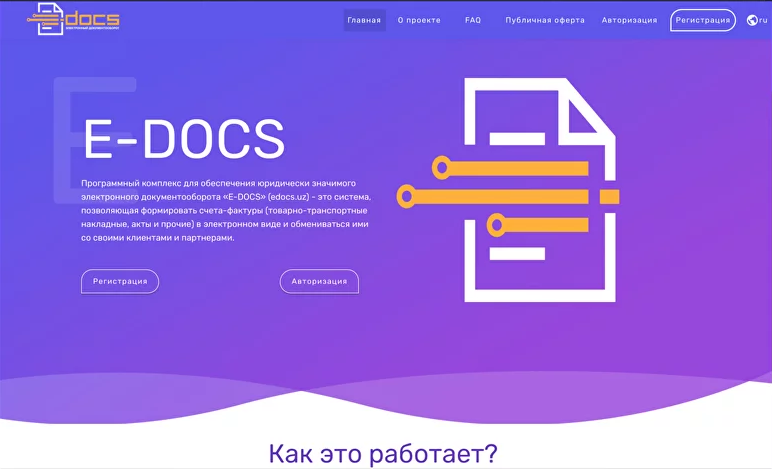 E-docs
ЭЛЕКТРОННЫЙ ДОКУМЕНТООБОРОТ
Главная
О проекте
FAQ
Публичная оферта
Авторизация
Регистрация
ru
E
E-DOCS
Программный комплекс для обеспечения юридически значимого
электронного документооборота «E-DOCS» (edocs.uz) - это система,
позволяющая формировать счета-фактуры (товарно-транспортные
накладные, акты и прочие) в электронном виде и обмениваться ими
со своими клиентами и партнерами.
Регистрация
Авторизация
Как это работает?